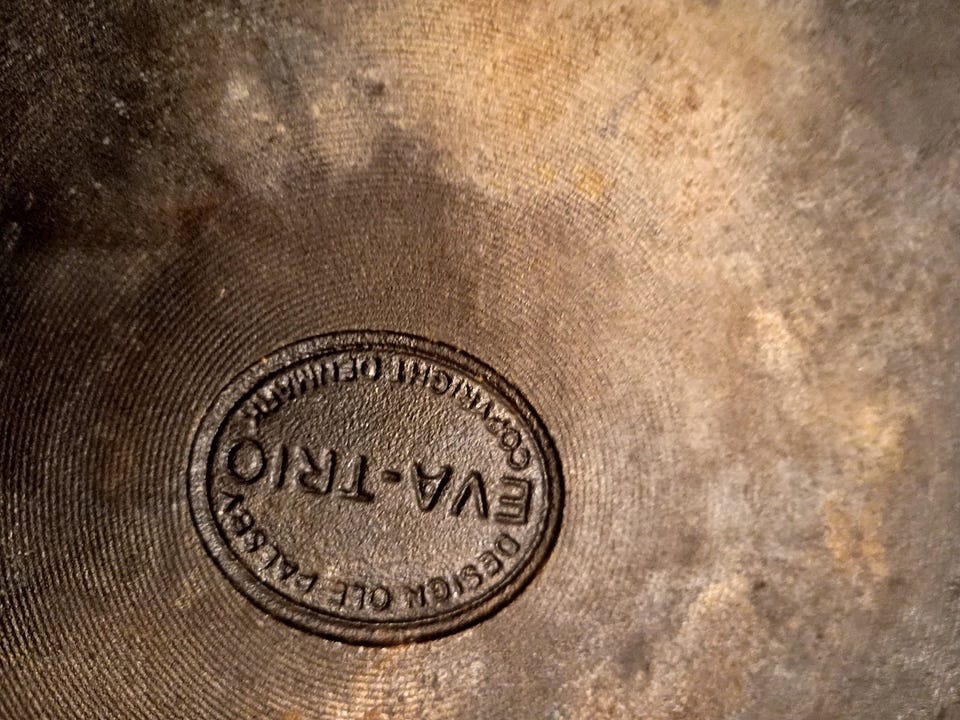 DESIGN OLE PALSBY
EVA-TRIO
COPYRIGHT DENMARK